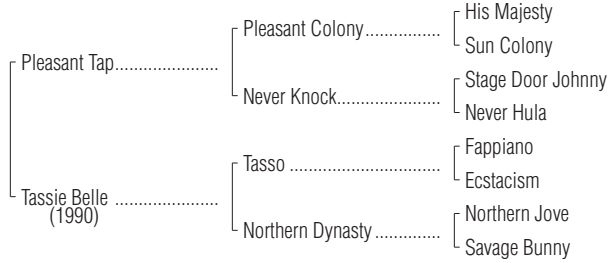 His Majesty
Pleasant Colony
Sun Colony
Pleasant Tap
Stage Door Johnny
Never Knock
Never Hula
Fappiano
Tasso
Ecstacism
Tassie Belle
(1990)
Northern Jove
Northern Dynasty
Savage Bunny